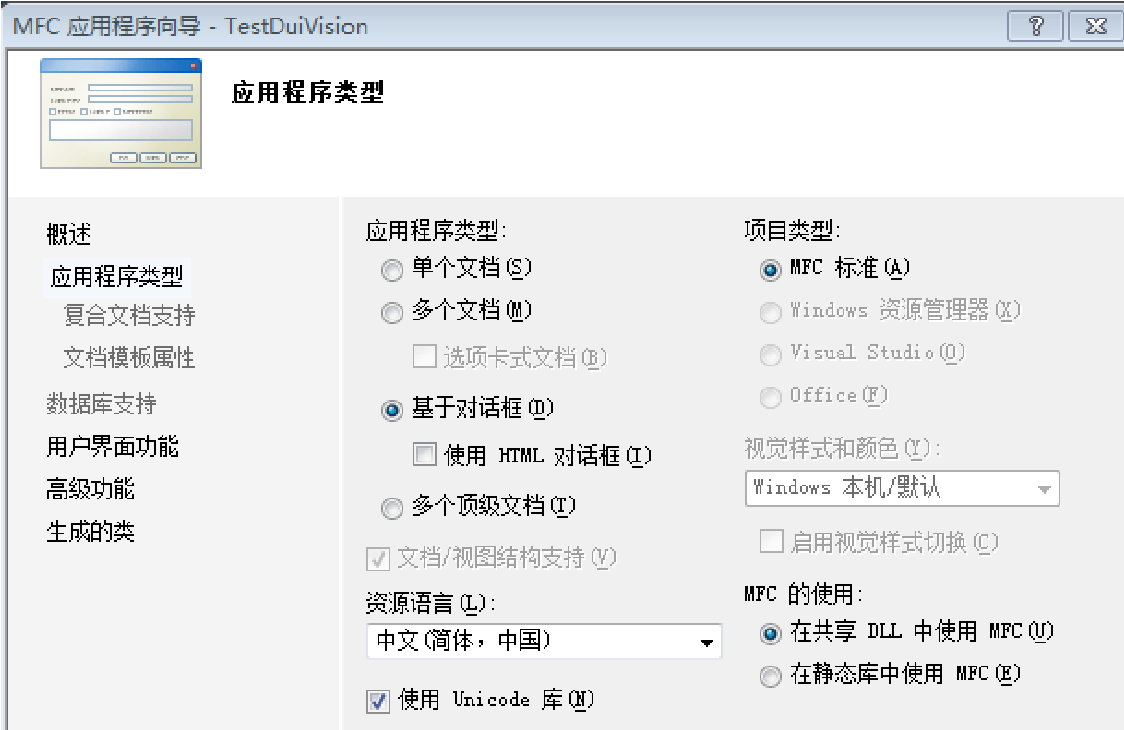 MFC 应用程序向导 - TestDuiVision
应用程序类型
概述
应用程序类型
复合文档支持
文档模板属性
数据库支持
用户界面功能
高级功能
生成的类
应用程序类型:
单个文档(S)
多个文档(M)
选项卡式文档(B)
基于对话框(D)
使用 HTML 对话框(I)
多个顶级文档(T)
文档/视图结构支持(V)
资源语言(L):
中文(简体，中国)
使用 Unicode 库(N)
项目类型:
MFC 标准(A)
Windows 资源管理器(X)
Visual Studio(O)
Office(F)
视觉样式和颜色(Y):
Windows 本机/默认
启用视觉样式切换(C)
MFC 的使用:
在共享 DLL 中使用 MFC(U)
在静态库中使用 MFC(E)